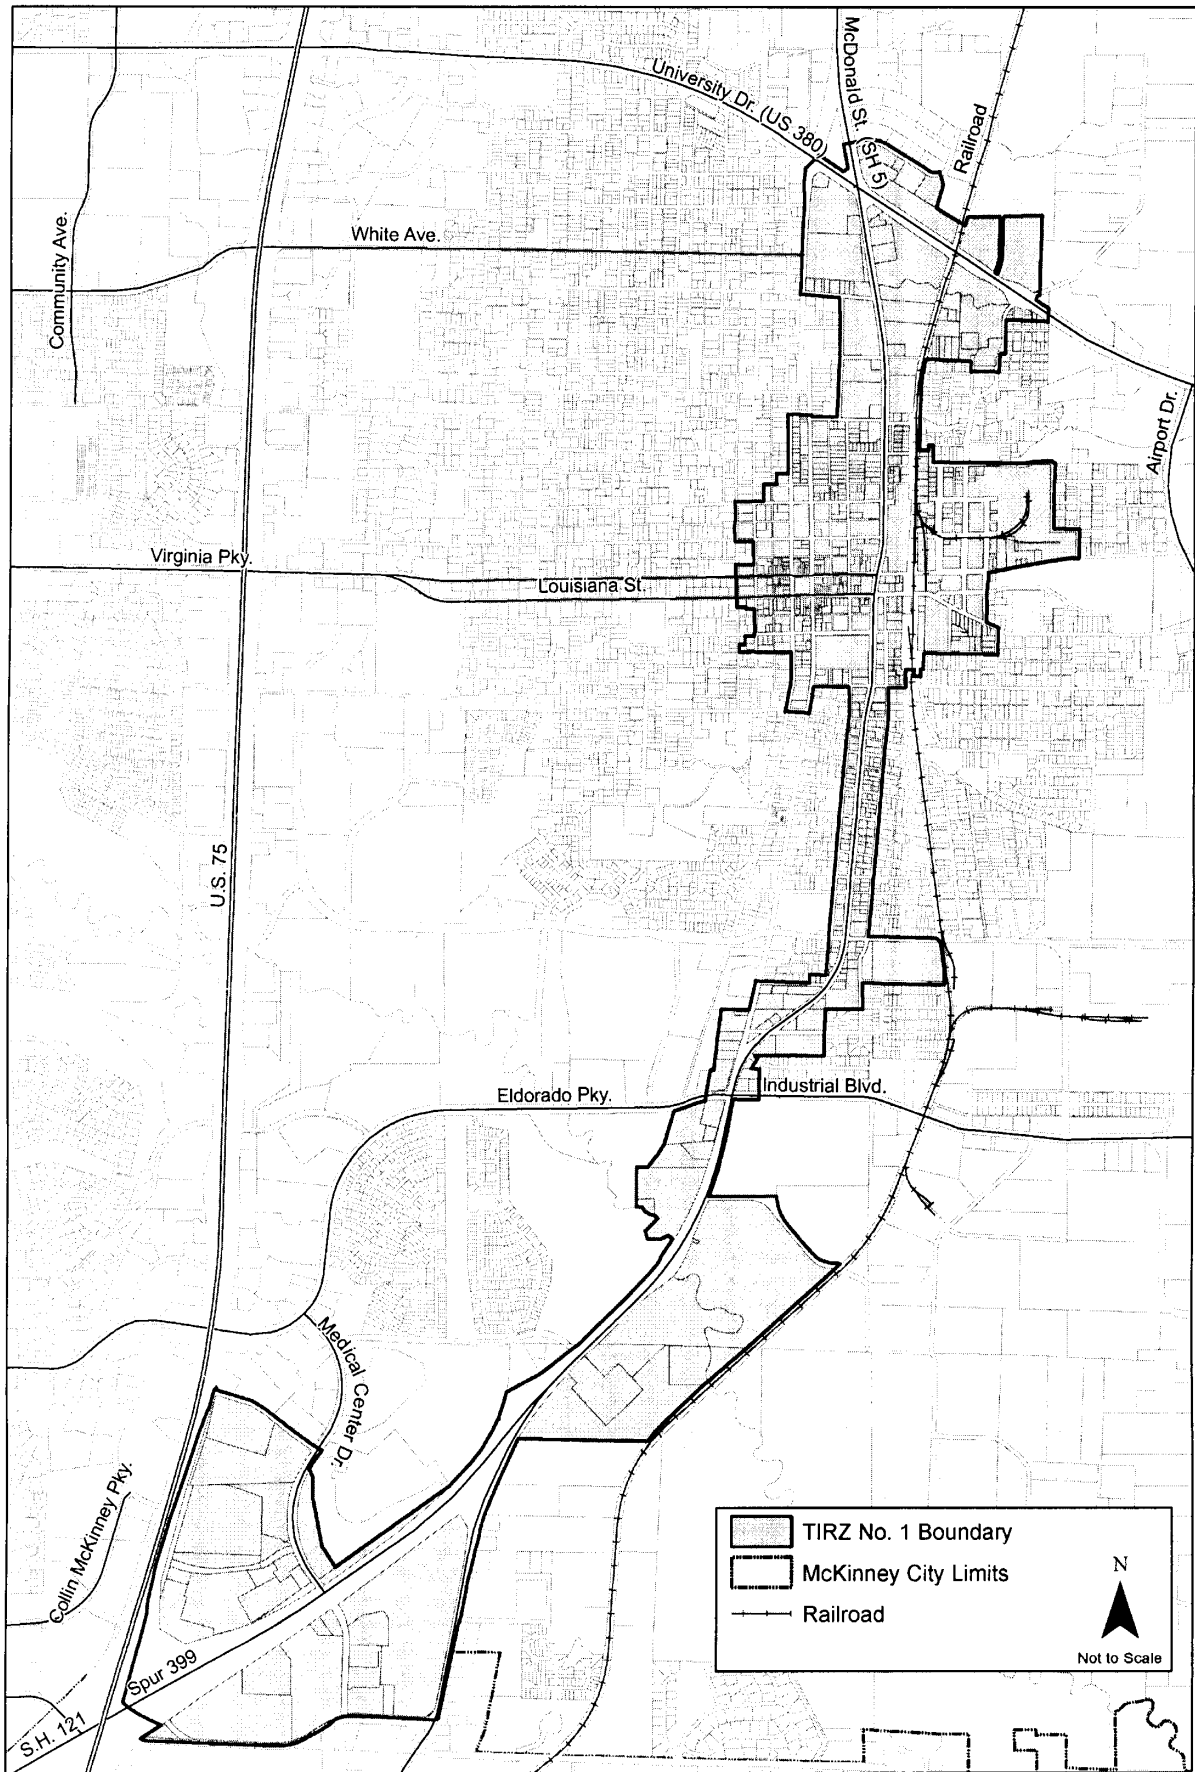 McDonald St. (SH 5)
University Dr. (US 380)
Railroad
White Ave.
Community Ave.
Airport Dr.
Virginia Pky.
Louisiana St.
U.S. 75
Eldorado Pky.
Industrial Blvd.
Medical Center Dr.
Collin McKinney Pky.
Spur 399
S.H. 121
TIRZ No. 1 Boundary
McKinney City Limits
Railroad
N
Not to Scale